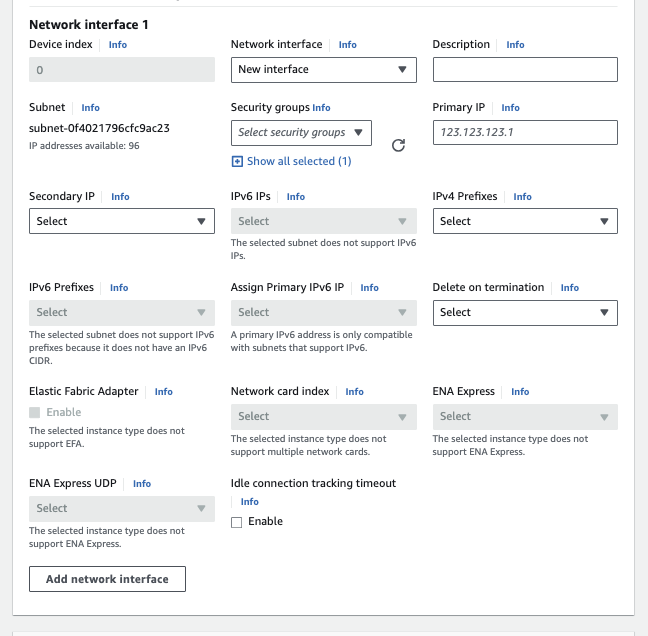 Network interface 1
Device index Info
0
Network interface Info
New interface
Description Info
Subnet Info
subnet-0f4021796cfc9ac23
IP addresses available: 96
Security groups Info
Select security groups
Show all selected (1)
Primary IP Info
123.123.123.1
Secondary IP Info
Select
IPv6 IPs Info
Select
The selected subnet does not support IPv6
IPs.
IPv4 Prefixes Info
Select
IPv6 Prefixes Info
Select
The selected subnet does not support IPv6
prefixes because it does not have an IPv6
CIDR.
Assign Primary IPv6 IP Info
Select
A primary IPv6 address is only compatible
with subnets that support IPv6.
Delete on termination Info
Select
Elastic Fabric Adapter Info
Enable
The selected instance type does not
support EFA.
Network card index Info
Select
The selected instance type does not
support multiple network cards.
ENA Express Info
Select
The selected instance type does not
support ENA Express.
ENA Express UDP Info
Select
The selected instance type does not
support ENA Express.
Idle connection tracking timeout
Info
Enable
Add network interface